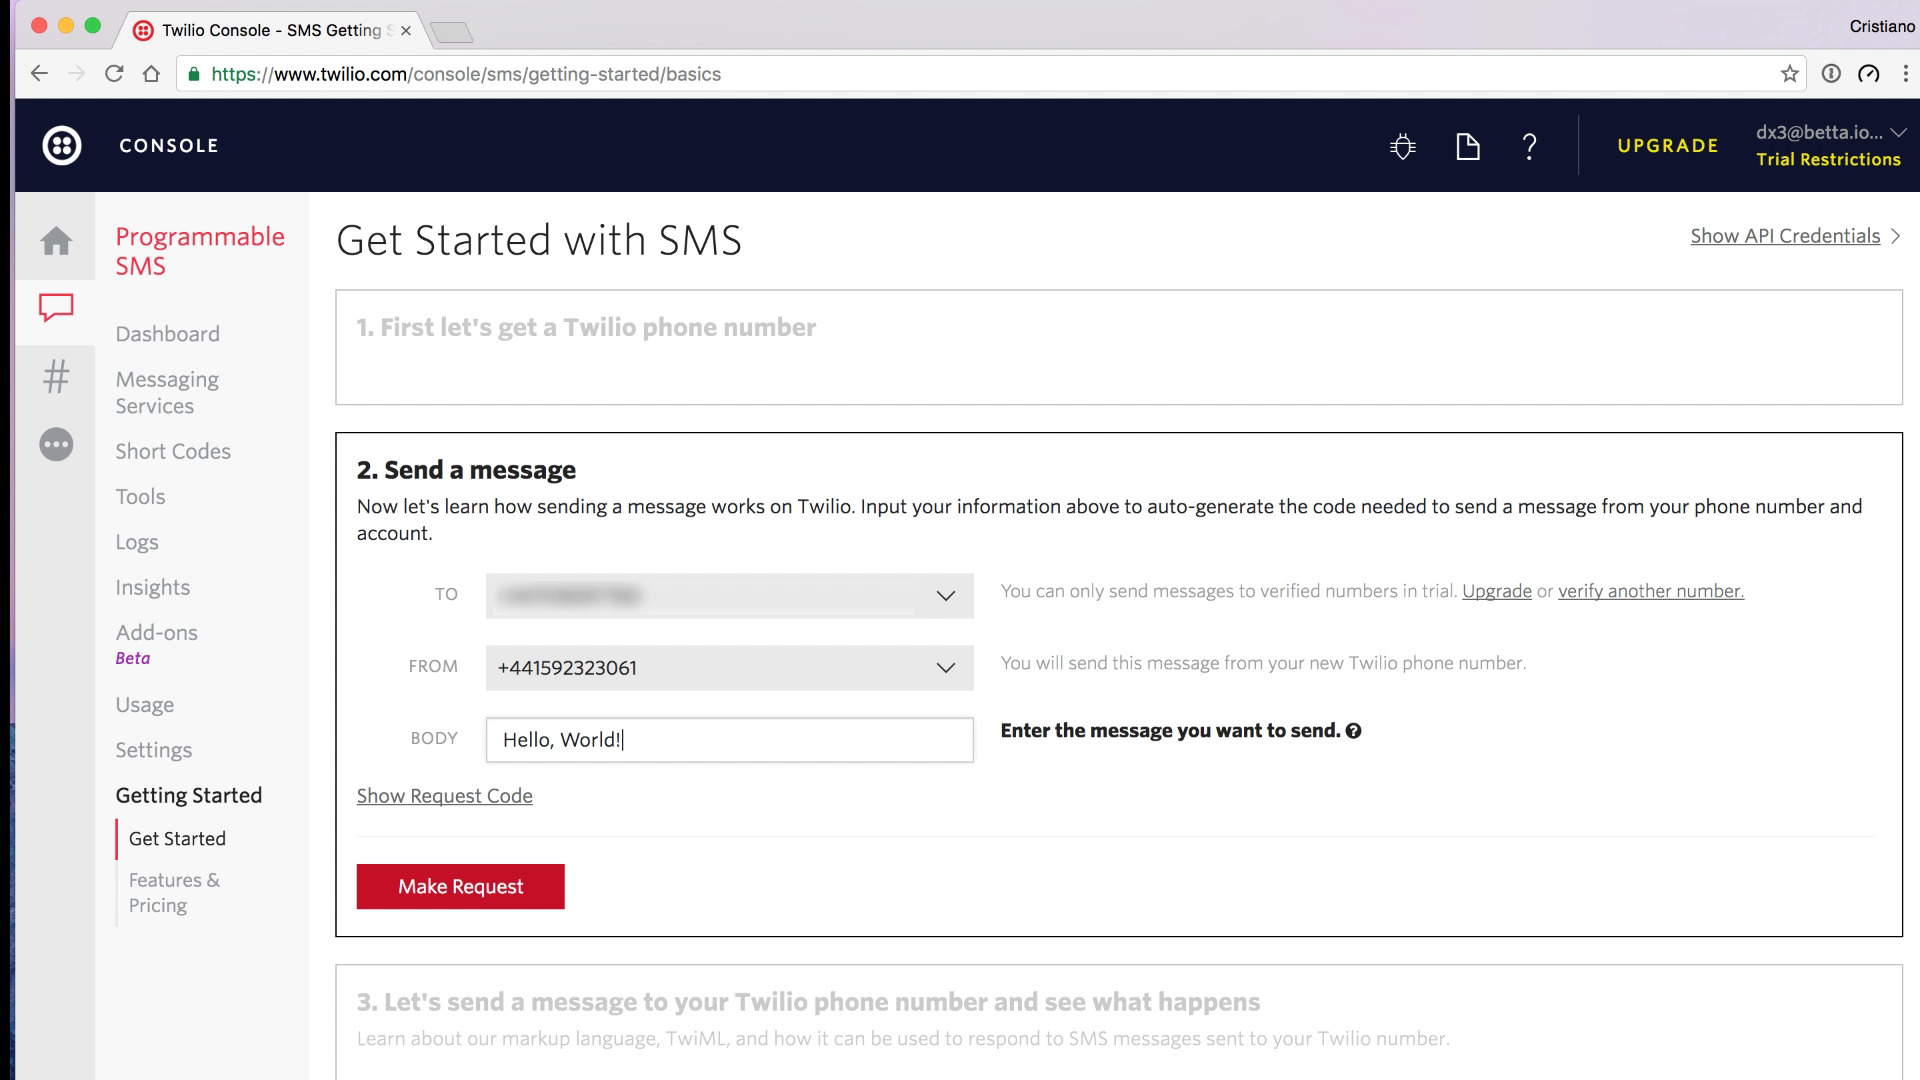 Twilio Console - SMS Getting
Cristiano
https://www.twilio.com/console/sms/getting-started/basics
CONSOLE
?
UPGRADE
dx3@betta.io...
Trial Restrictions
Programmable
SMS
Dashboard
Messaging
Services
Short Codes
Tools
Logs
Insights
Add-ons
Beta
Usage
Settings
Getting Started
Get Started
Features &
Pricing
Get Started with SMS
Show API Credentials
1. First let's get a Twilio phone number
2. Send a message
Now let's learn how sending a message works on Twilio. Input your information above to auto-generate the code needed to send a message from your phone number and
account.
TO
You can only send messages to verified numbers in trial. Upgrade or verify another number.
FROM +441592323061
You will send this message from your new Twilio phone number.
BODY Hello, World!
Enter the message you want to send. ?
Show Request Code
Make Request
3. Let's send a message to your Twilio phone number and see what happens
Learn about our markup language, TwiML, and how it can be used to respond to SMS messages sent to your Twilio number.